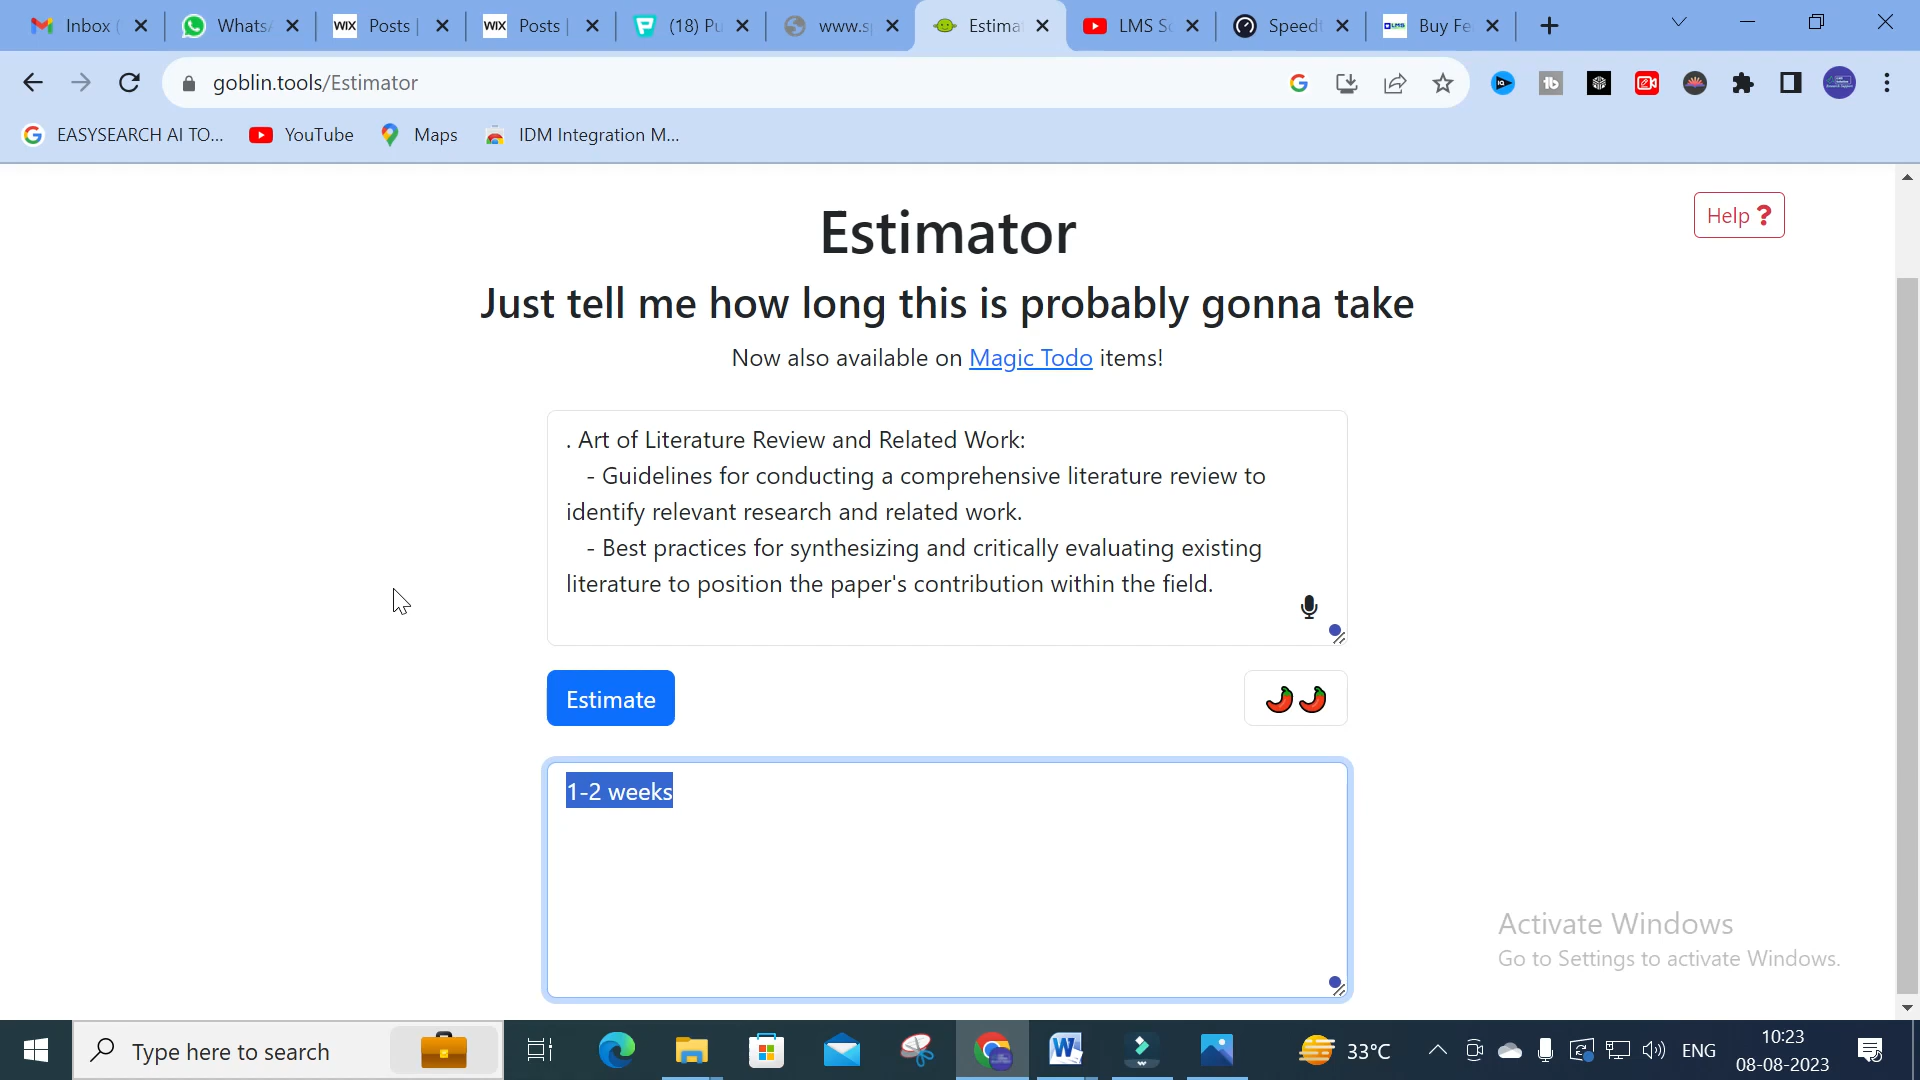 Inbox (
Whats
WIX Posts |
WIX Posts |
(18) Pu
www.s
Estima
LMS S
Speed
LMS Buy Fe
goblin.tools/Estimator
EASYSEARCH AI TO...
YouTube
Maps
IDM Integration M...
Help ?
Estimator
Just tell me how long this is probably gonna take
Now also available on Magic Todo items!
. Art of Literature Review and Related Work:
- Guidelines for conducting a comprehensive literature review to
identify relevant research and related work.
- Best practices for synthesizing and critically evaluating existing
literature to position the paper's contribution within the field.
Estimate
1-2 weeks
Activate Windows
Go to Settings to activate Windows.
Type here to search
33°C
ENG
10:23
08-08-2023